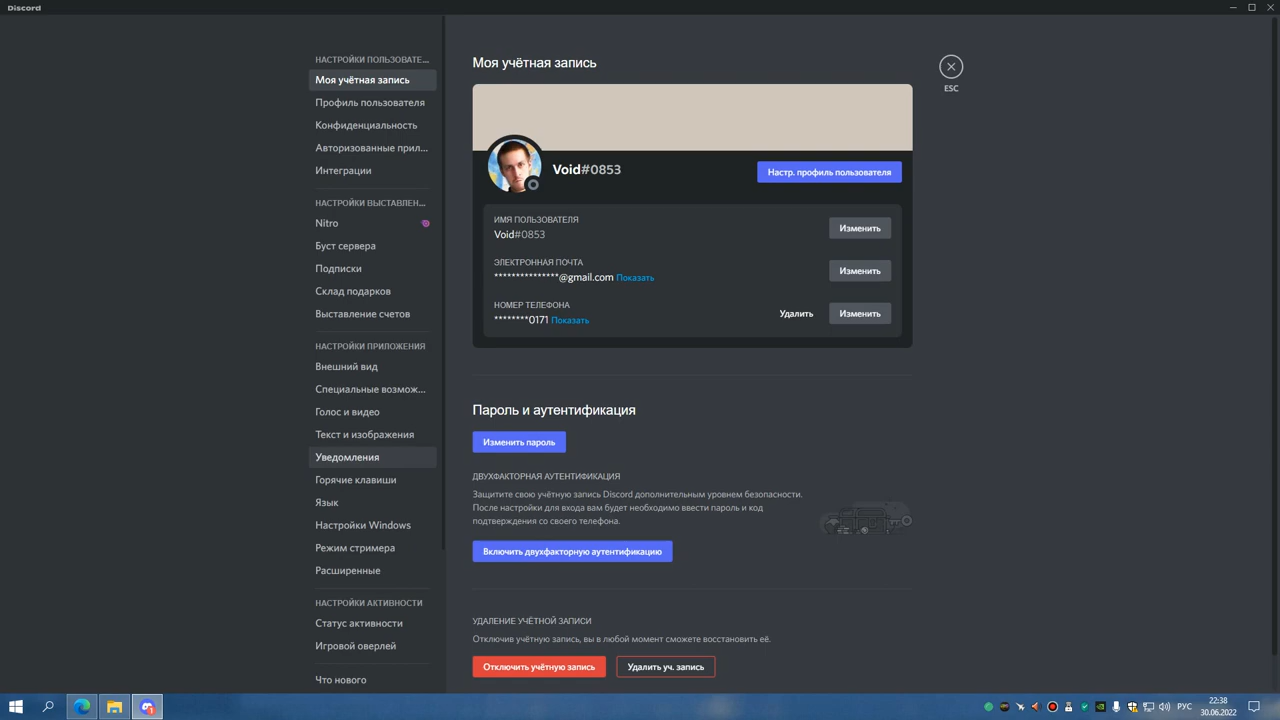 Discord
НАСТРОЙКИ ПОЛЬЗОВАТЕ...
Моя учётная запись
Профиль пользователя
Конфиденциальность
Авторизованные прил...
Интеграции
НАСТРОЙКИ ВЫСТАВЛЕН...
Nitro
Буст сервера
Подписки
Склад подарков
Выставление счетов
НАСТРОЙКИ ПРИЛОЖЕНИЯ
Внешний вид
Специальные возмож...
Голос и видео
Текст и изображения
Уведомления
Горячие клавиши
Язык
Настройки Windows
Режим стримера
Расширенные
НАСТРОЙКИ АКТИВНОСТИ
Статус активности
Игровой оверлей
Что нового
Моя учётная запись
ESC
Void#0853
Настр. профиль пользователя
ИМЯ ПОЛЬЗОВАТЕЛЯ
Void#0853
Изменить
ЭЛЕКТРОННАЯ ПОЧТА
***************@gmail.com Показать
Изменить
НОМЕР ТЕЛЕФОНА
********0171 Показать
Удалить
Изменить
Пароль и аутентификация
Изменить пароль
ДВУХФАКТОРНАЯ АУТЕНТИФИКАЦИЯ
Защитите свою учётную запись Discord дополнительным уровнем безопасности.
После настройки для входа вам будет необходимо ввести пароль и код
подтверждения со своего телефона.
Включить двухфакторную аутентификацию
УДАЛЕНИЕ УЧЁТНОЙ ЗАПИСИ
Отключив учётную запись, вы в любой момент сможете восстановить её.
Отключить учётную запись
Удалить уч. запись
РУС
22:38
30.06.2022